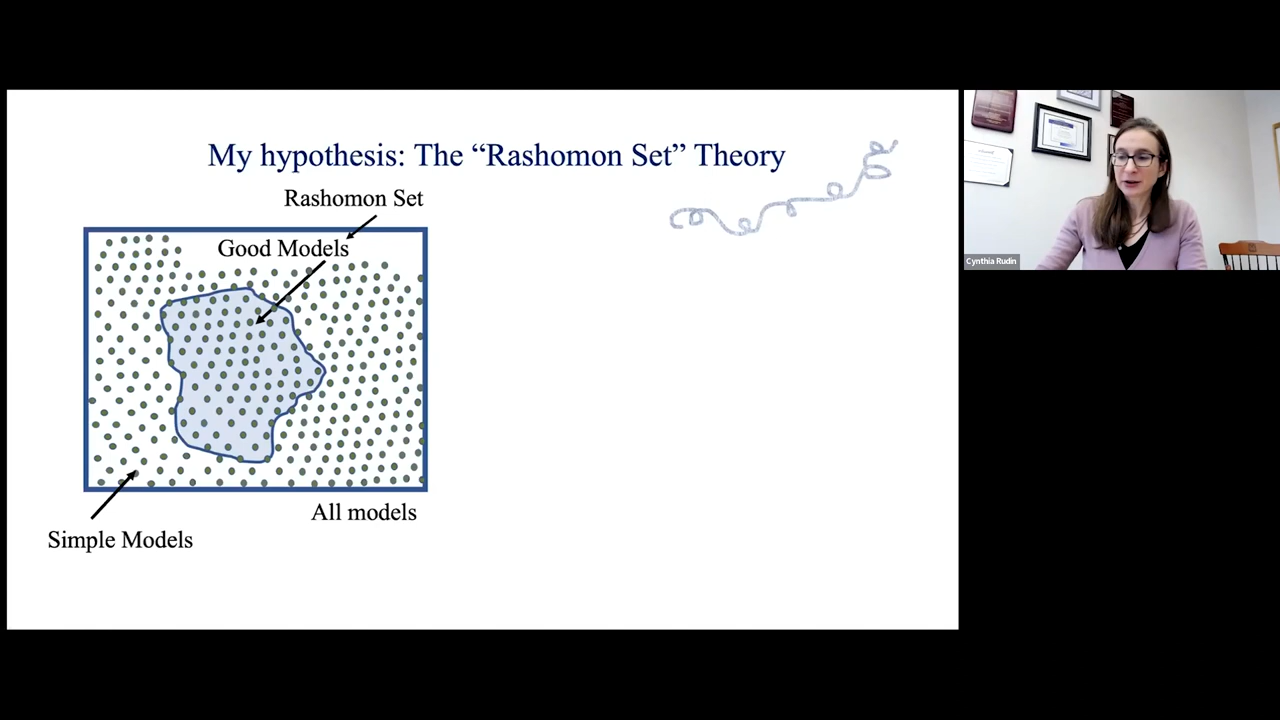 My hypothesis: The “Rashomon Set” Theory
Rashomon Set
Good Models
All models
Simple Models
Cynthia Rudin